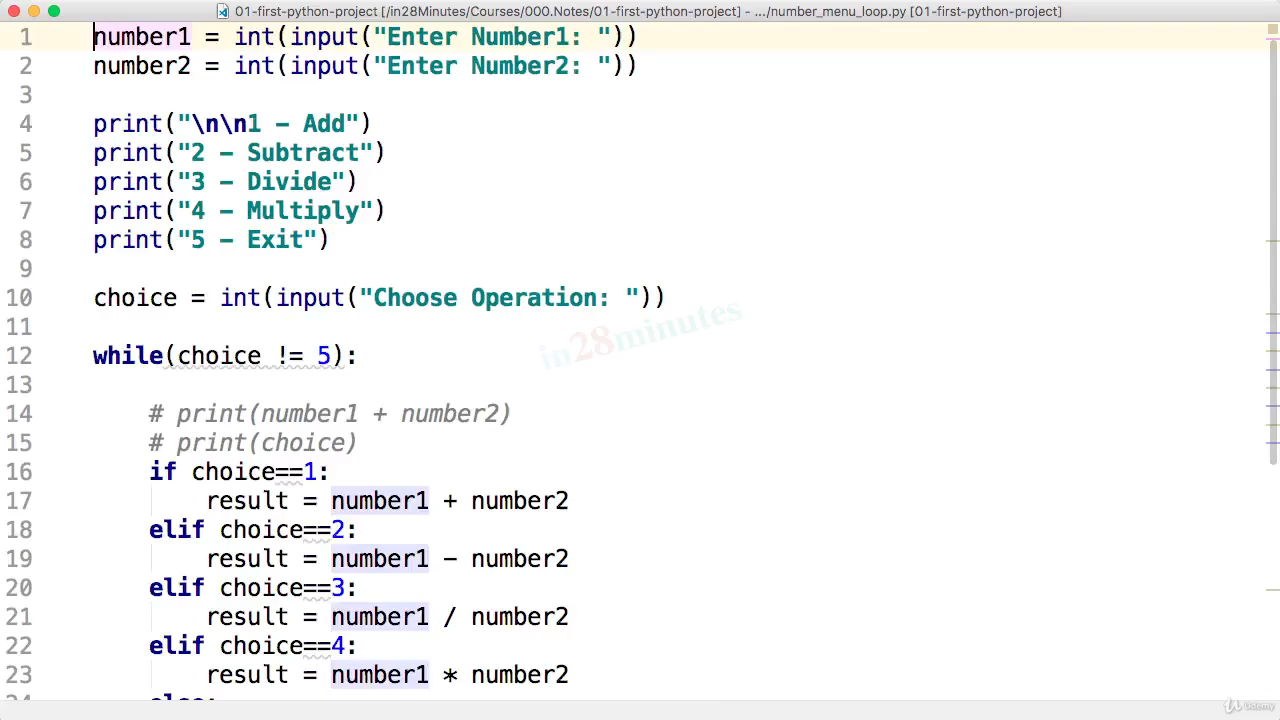 01-first-python-project [/in28Minutes/Courses/000.Notes/01-first-python-project] - .../number_menu_loop.py [01-first-python-project]
1 number1 = int(input("Enter Number1: "))
2 number2 = int(input("Enter Number2: "))
3
4 print("\n\n1 - Add")
5 print("2 - Subtract")
6 print("3 - Divide")
7 print("4 - Multiply")
8 print("5 - Exit")
9
10 choice = int(input("Choose Operation: "))
11
12 while(choice != 5):
13
14     # print(number1 + number2)
15     # print(choice)
16     if choice==1:
17         result = number1 + number2
18     elif choice==2:
19         result = number1 - number2
20     elif choice==3:
21         result = number1 / number2
22     elif choice==4:
23         result = number1 * number2
24     else:
in28minutes
Udemy